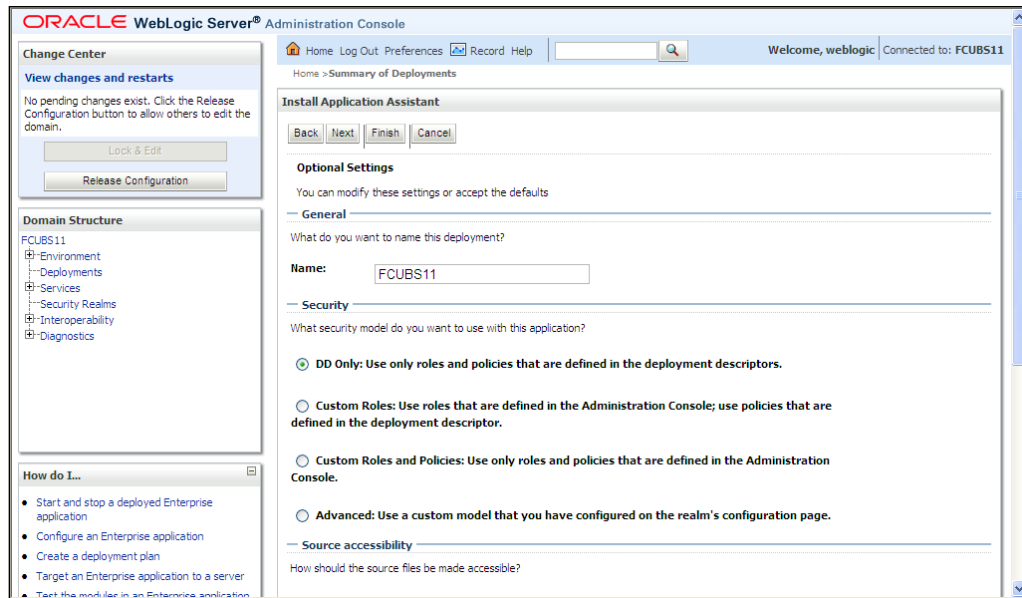 ORACLE WebLogic Server® Administration Console
Change Center
View changes and restarts
No pending changes exist. Click the Release
Configuration button to allow others to edit the
domain.
Lock & Edit
Release Configuration
Domain Structure
FCUBS11
Environment
Deployments
Services
Security Realms
Interoperability
Diagnostics
How do I...
Start and stop a deployed Enterprise
application
Configure an Enterprise application
Create a deployment plan
Target an Enterprise application to a server
Test the modules in an Enterprise application
Home Log Out Preferences Record Help
Welcome, weblogic Connected to: FCUBS11
Home >Summary of Deployments
Install Application Assistant
Back Next Finish Cancel
Optional Settings
You can modify these settings or accept the defaults
General
What do you want to name this deployment?
Name: FCUBS11
Security
What security model do you want to use with this application?
DD Only: Use only roles and policies that are defined in the deployment descriptors.
Custom Roles: Use roles that are defined in the Administration Console; use policies that are
defined in the deployment descriptor.
Custom Roles and Policies: Use only roles and policies that are defined in the Administration
Console.
Advanced: Use a custom model that you have configured on the realm's configuration page.
Source accessibility
How should the source files be made accessible?